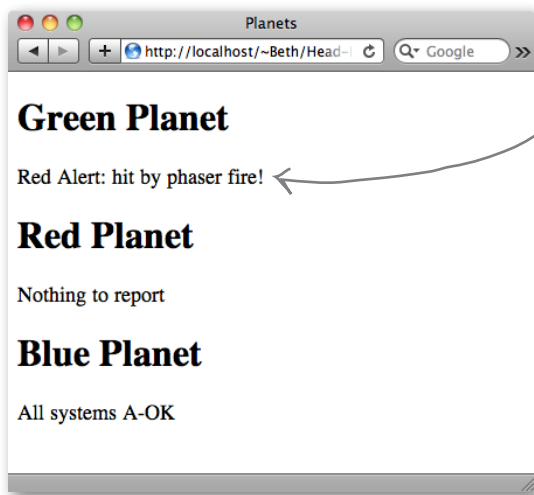 Planets
http://localhost/~Beth/Head-
Google
Green Planet
Red Alert: hit by phaser fire!
Red Planet
Nothing to report
Blue Planet
All systems A-OK